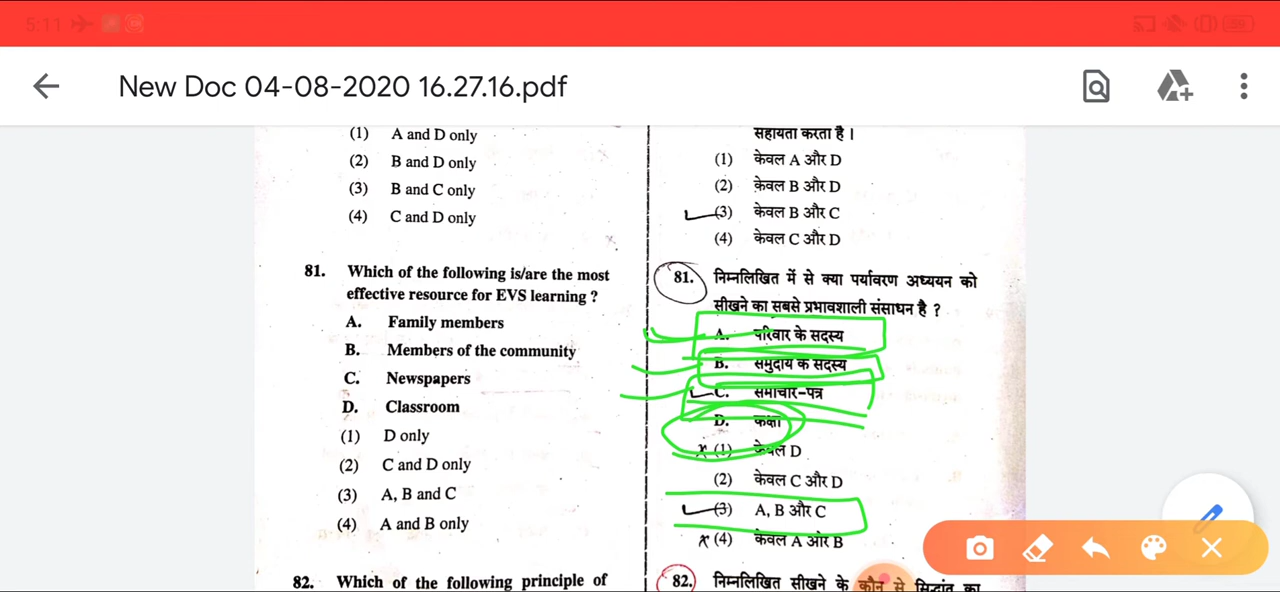 5:11
New Doc 04-08-2020 16.27.16.pdf
(1) A and D only
(2) B and D only
(3) B and C only
(4) C and D only
81. Which of the following is/are the most
effective resource for EVS learning ?
A. Family members
B. Members of the community
C. Newspapers
D. Classroom
(1) D only
(2) C and D only
(3) A, B and C
(4) A and B only
82. Which of the following principle of
सहायता करता है ।
(1) केवल A और D
(2) केवल B और D
(3) केवल B और C
(4) केवल C और D
81. निम्नलिखित में से क्या पर्यावरण अध्ययन को
सीखने का सबसे प्रभावशाली संसाधन है ?
A. परिवार के सदस्य
B. समुदाय के सदस्य
C. समाचार-पत्र
D. कक्षा
(1) केवल D
(2) केवल C और D
(3) A, B और C
(4) केवल A और B
82. निम्नलिखित सीखने के कौन से सिद्धांत का